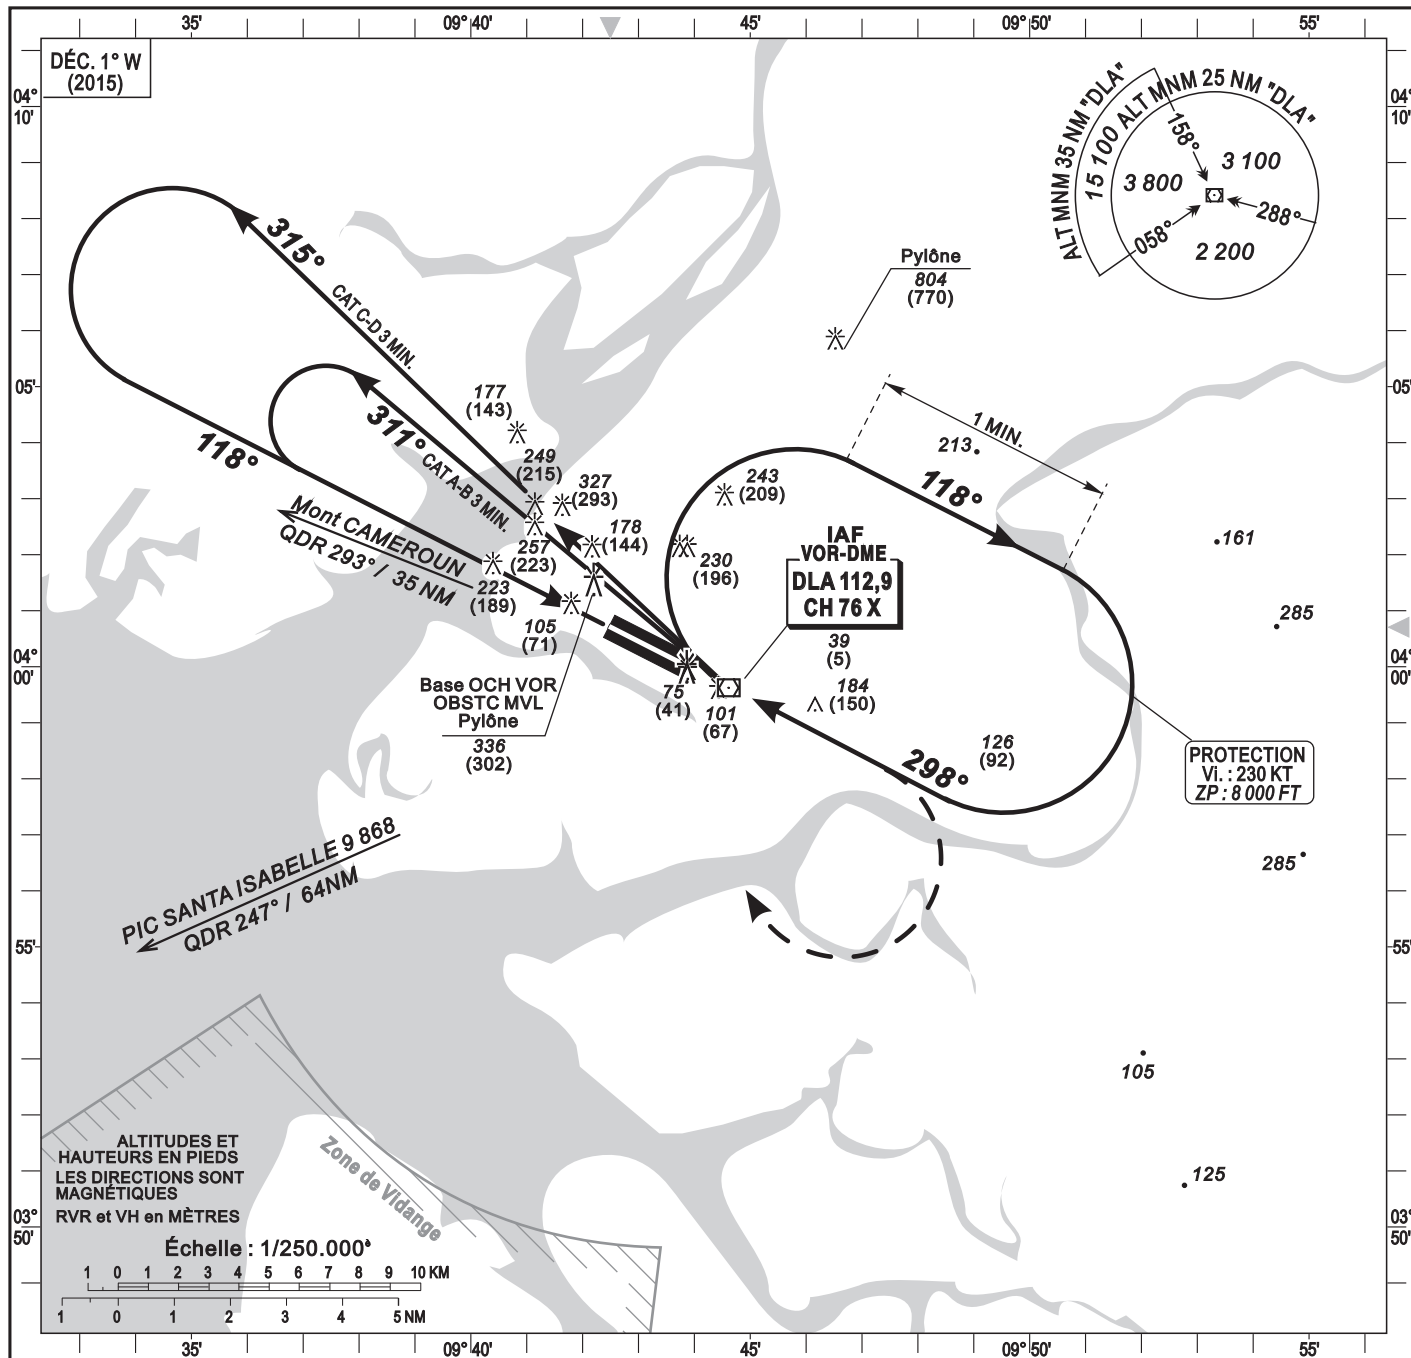 35'
09° 40'
45'
09° 50'
55'
DÉC. 1° W
(2015)
04°
10'
04°
10'
ALT MNM 35 NM "DLA"
15 100
ALT MNM 25 NM "DLA"
158°
3 100
3 800
288°
058°
2 200
315°
CAT C-D 3 MIN.
Pylône
804
(770)
05'
05'
177
(143)
311°
CAT A-B 3 MIN.
118°
249
(215)
327
(293)
243
(209)
1 MIN.
213
118°
Mont CAMEROUN
QDR 293° / 35 NM
178
(144)
257
(223)
223
(189)
230
(196)
IAF
VOR-DME
DLA 112,9
CH 76 X
39
(5)
161
285
105
(71)
04°
00'
04°
00'
Base OCH VOR
OBSTC MVL
Pylône
336
(302)
75
(41)
101
(67)
184
(150)
126
(92)
298°
PROTECTION
Vi. : 230 KT
ZP : 8 000 FT
PIC SANTA ISABELLE 9 868
QDR 247° / 64NM
285
55'
55'
105
125
Zone de Vidange
ALTITUDES ET
HAUTEURS EN PIEDS
LES DIRECTIONS SONT
MAGNÉTIQUES
RVR et VH en MÈTRES
03°
50'
03°
50'
Échelle : 1/250.000è
1 0 1 2 3 4 5 6 7 8 9 10 KM
1 0 1 2 3 4 5 NM
35'
09° 40'
45'
09° 50'
55'